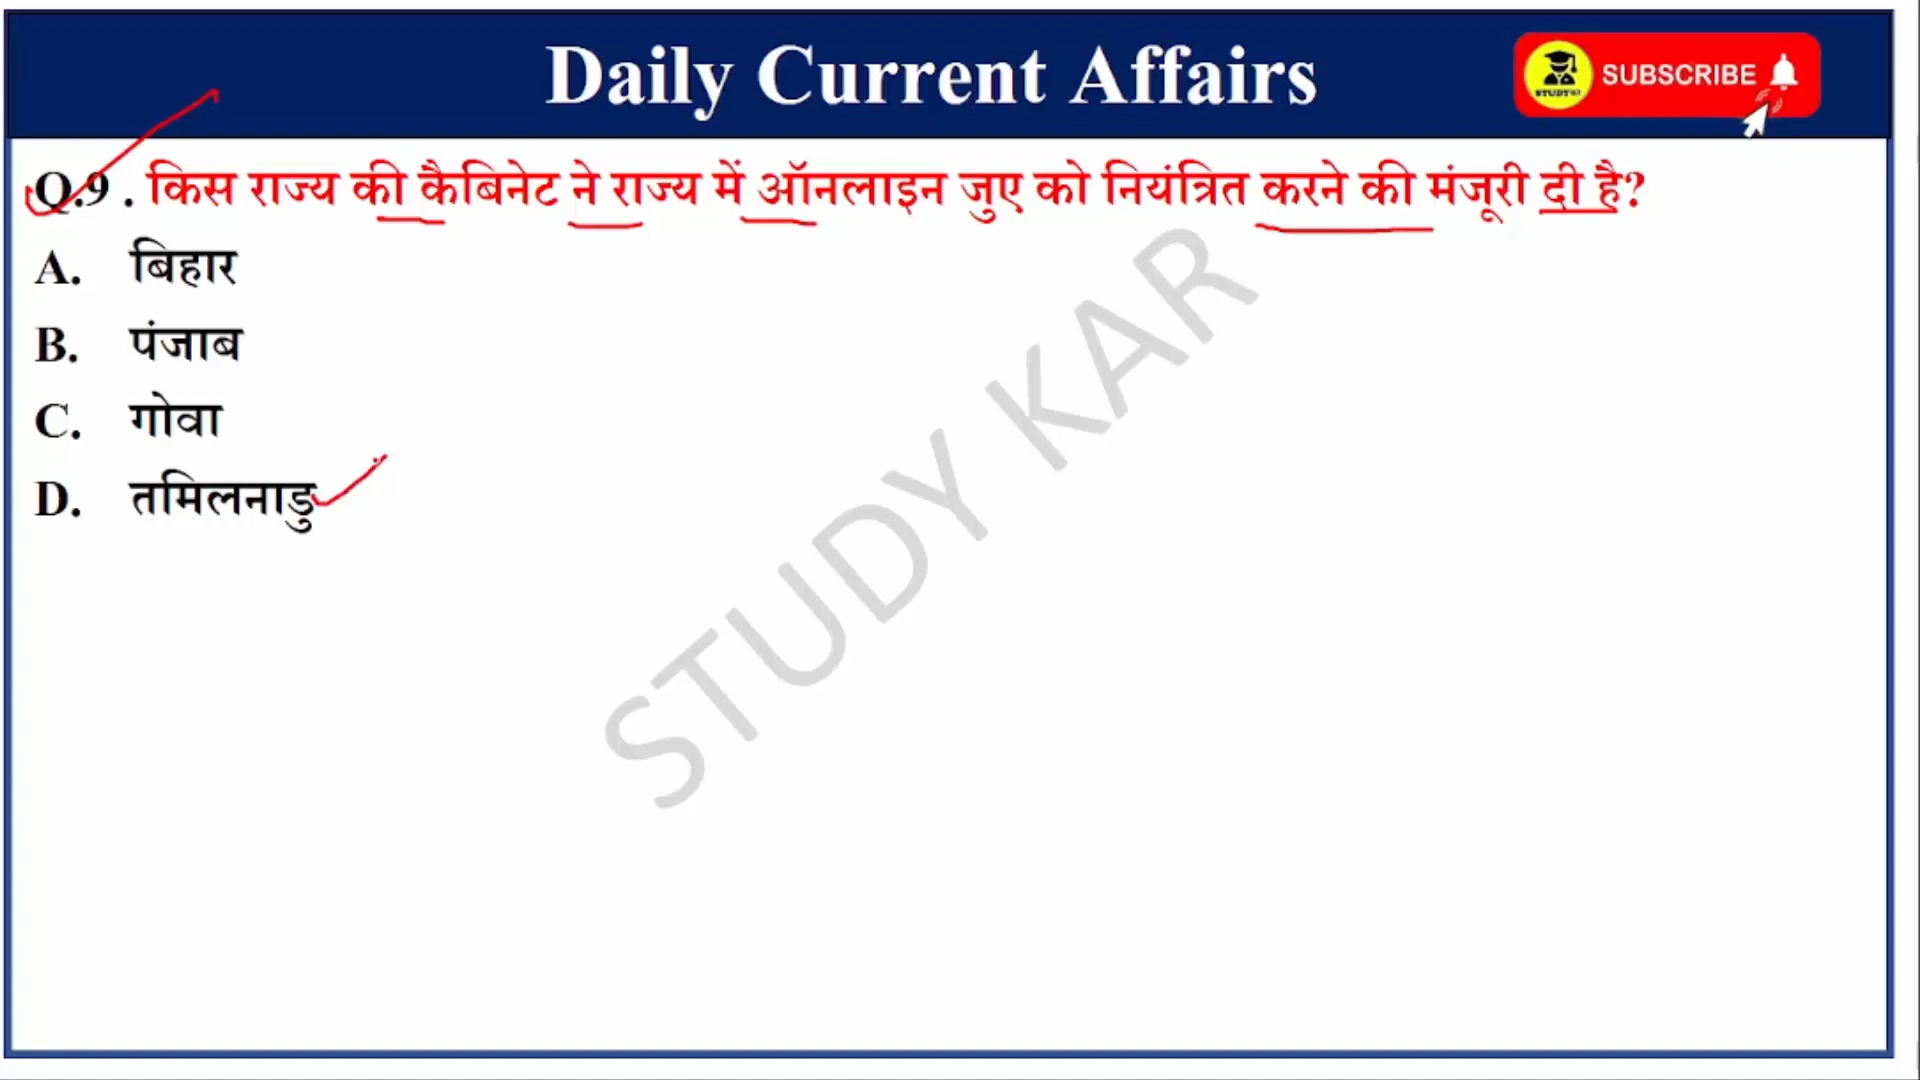 Daily Current Affairs
SUBSCRIBE
Q.9 . किस राज्य की कैबिनेट ने राज्य में ऑनलाइन जुए को नियंत्रित करने की मंजूरी दी है?
A. बिहार
B. पंजाब
C. गोवा
D. तमिलनाडु
STUDY KAR